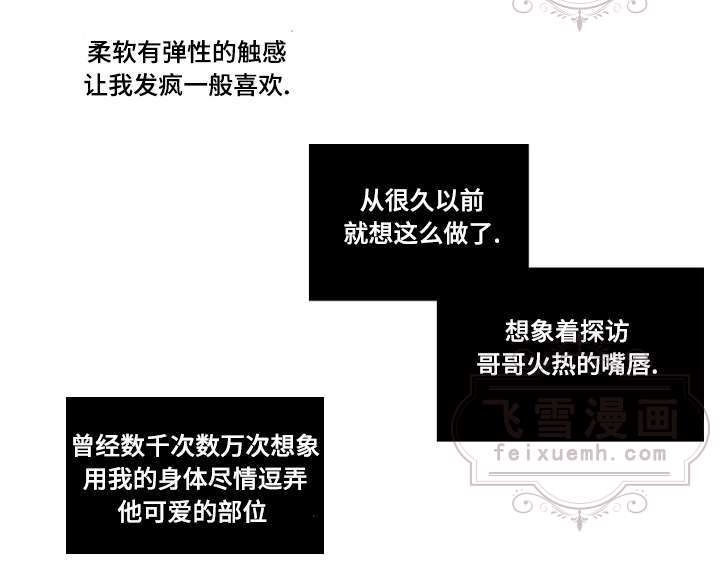 柔软有弹性的触感
让我发疯一般喜欢.
从很久以前
就想这么做了.
想象着探访
哥哥火热的嘴唇.
曾经数千次数万次想象
用我的身体尽情逗弄
他可爱的部位
飞雪漫画
feixuemh.com